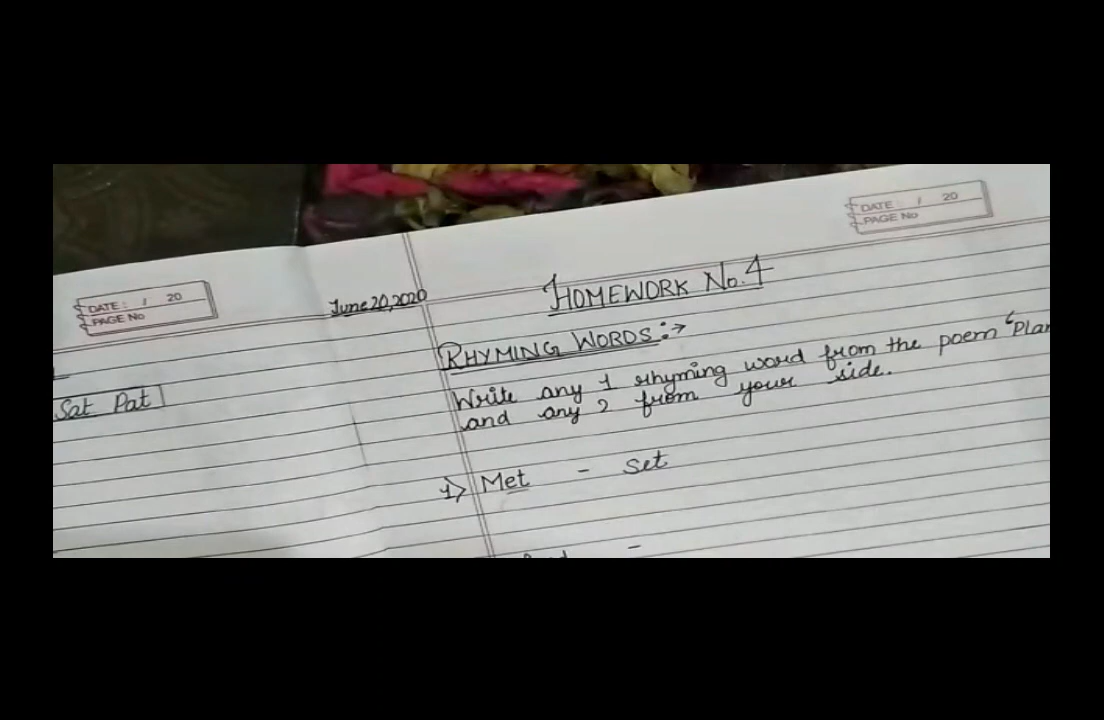 DATE: / 20
PAGE No
Sat Pat
DATE: / 20
PAGE No
June 20, 2020
HOMEWORK No. 4
RHYMING WORDS :→
Write any 1 rhyming word from the poem "
and any 2 from your side.
1) Met - set
-